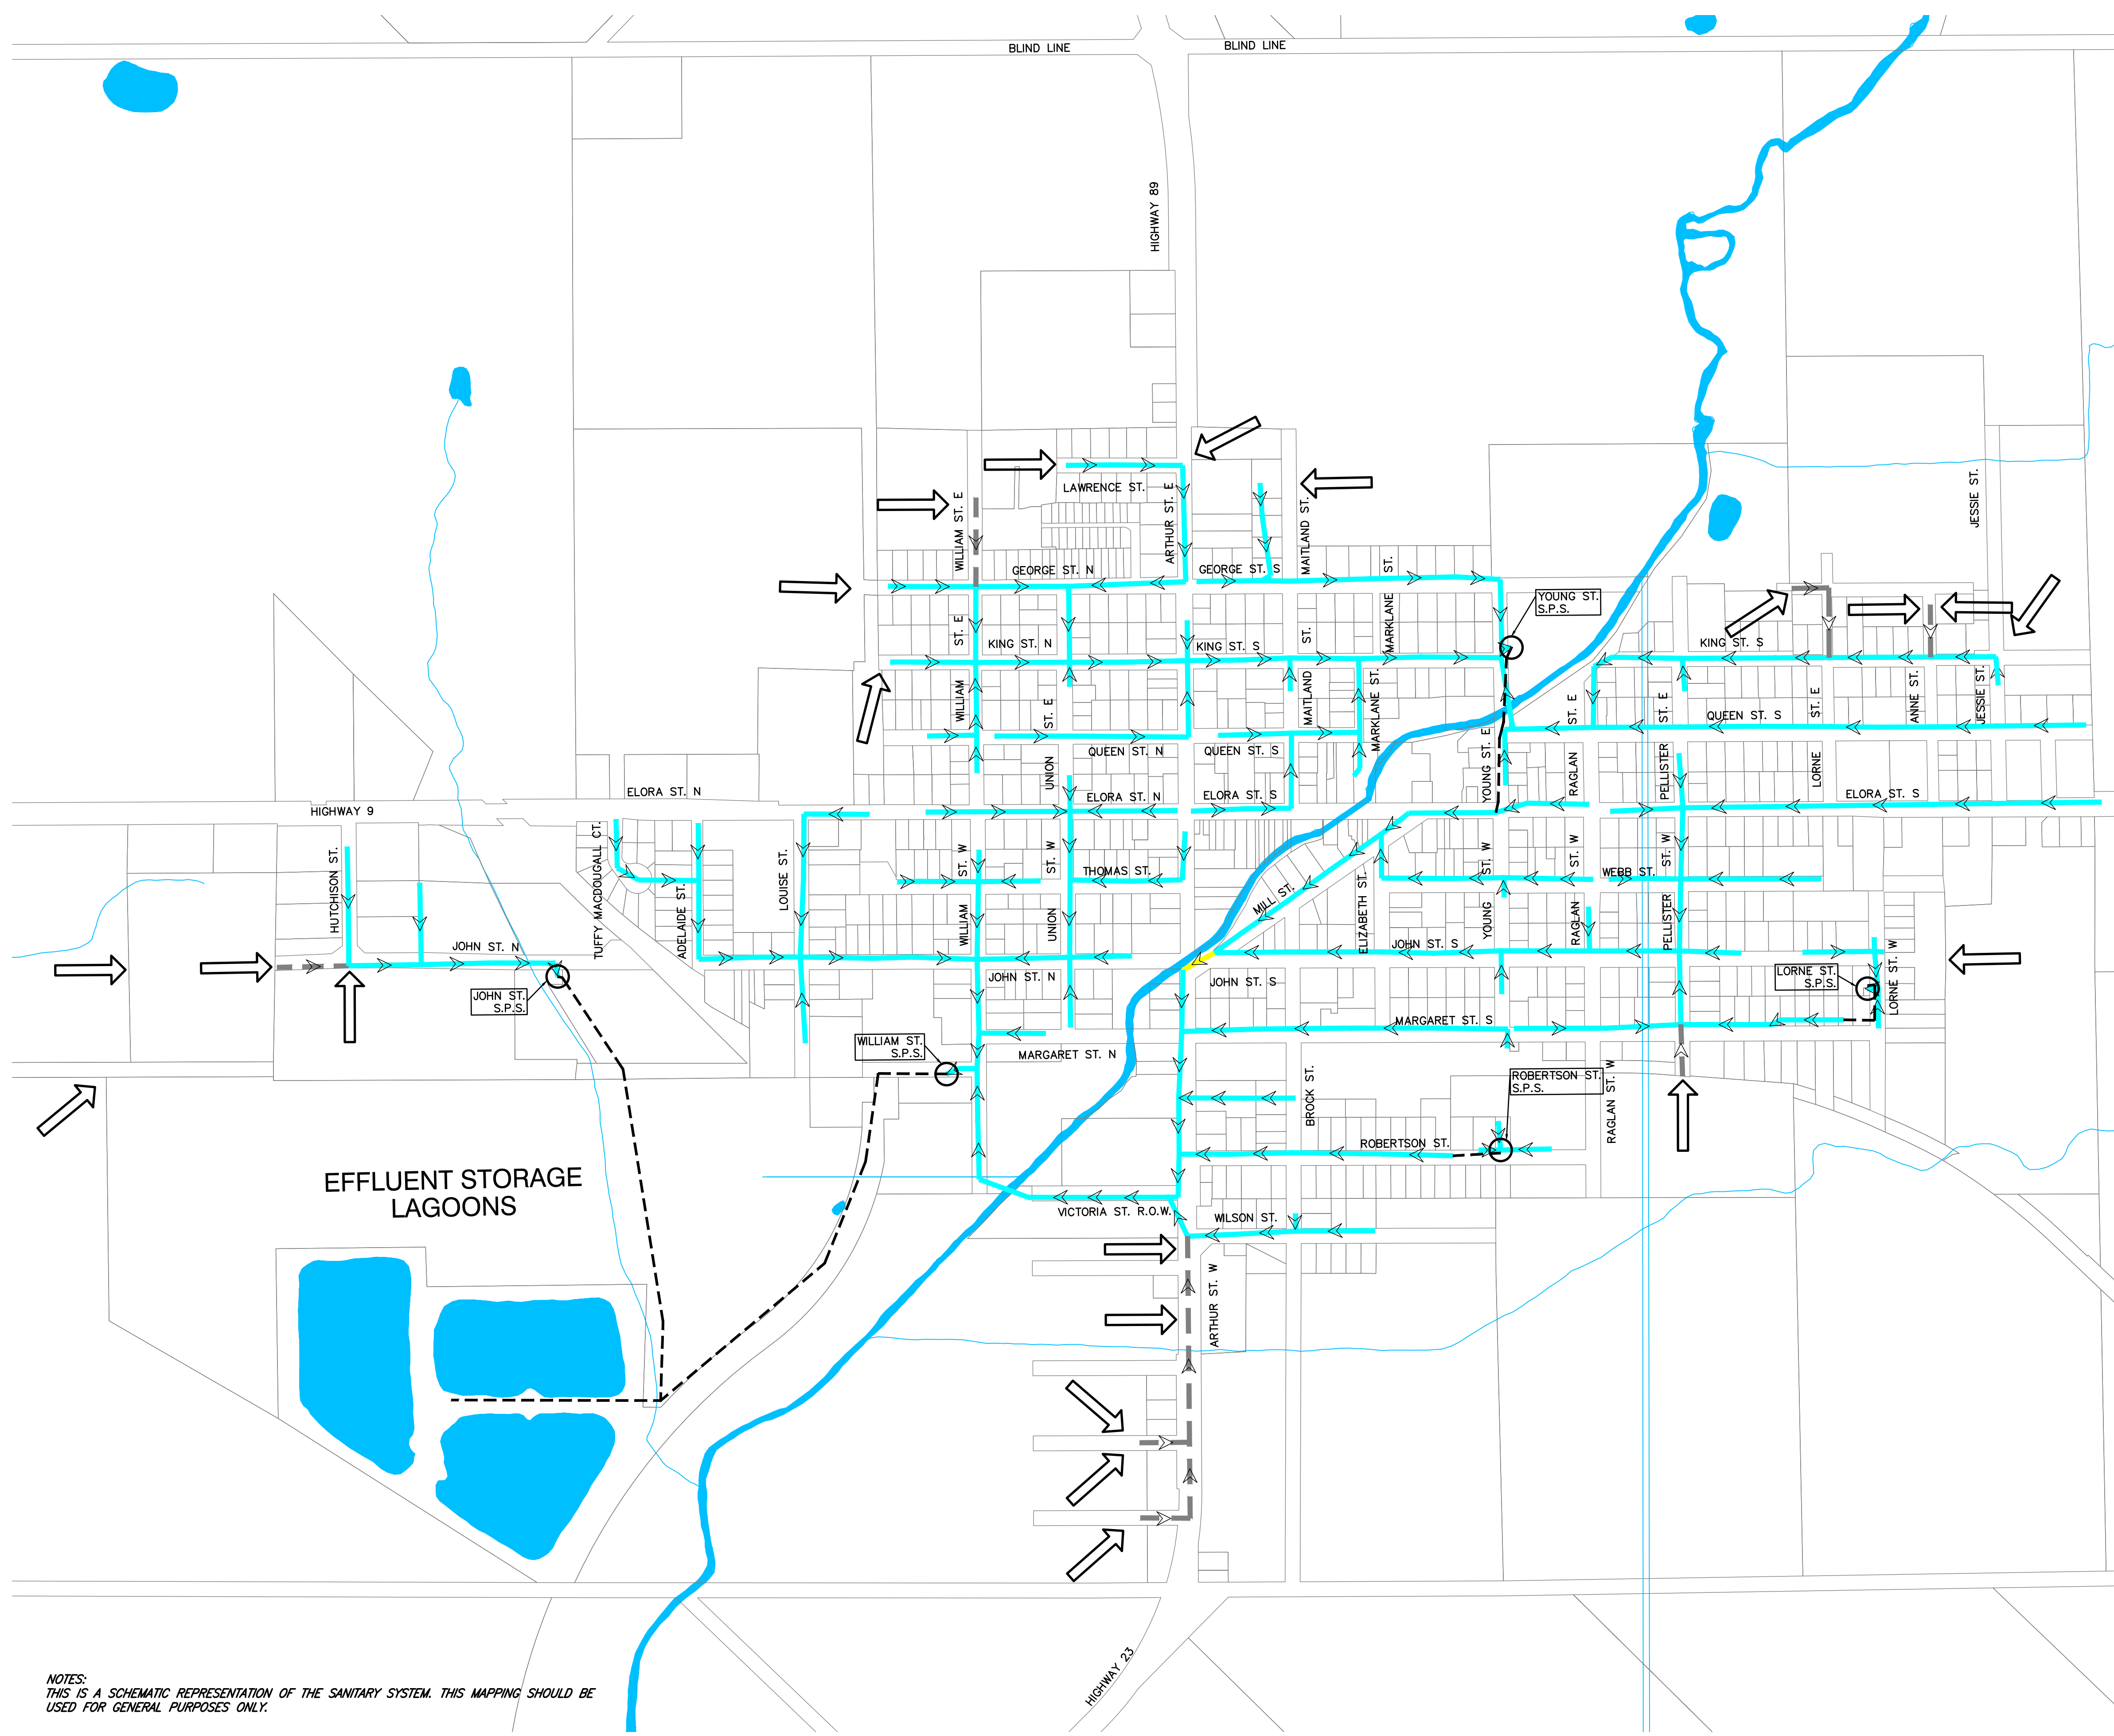 BLIND LINE
BLIND LINE
HIGHWAY 89
LAWRENCE ST.
WILLIAM ST. E
ARTHUR ST. E
MAITLAND ST.
JESSIE ST.
GEORGE ST. N
GEORGE ST. S
ST.
MARKLANE
YOUNG ST.
S.P.S.
ST. E
WILLIAM
KING ST. N
KING ST. S
ST.
MAITLAND
KING ST. S
MARKLANE ST.
ST. E
UNION
QUEEN ST. N
QUEEN ST. S
YOUNG ST. E
ST. E
RAGLAN
ST. E
PELLISTER
QUEEN ST. S
ST. E
LORNE
ANNE ST.
JESSIE ST.
ELORA ST. N
ELORA ST. N
ELORA ST. S
ELORA ST. S
HIGHWAY 9
HUTCHISON ST.
TUFFY MACDOUGALL CT.
ADELAIDE ST.
LOUISE ST.
ST. W
WILLIAM
ST. W
UNION
THOMAS ST.
MILL ST.
ELIZABETH ST.
ST. W
YOUNG
ST. W
RAGLAN
WEBB ST.
ST. W
PELLISTER
JOHN ST. N
JOHN ST. S
JOHN ST. N
JOHN ST. S
LORNE ST. W
JOHN ST.
S.P.S.
LORNE ST.
S.P.S.
MARGARET ST. S
WILLIAM ST.
S.P.S.
MARGARET ST. N
BROCK ST.
ROBERTSON ST.
S.P.S.
RAGLAN ST. W
ROBERTSON ST.
EFFLUENT STORAGE
LAGOONS
VICTORIA ST. R.O.W.
WILSON ST.
ARTHUR ST. W
HIGHWAY 23
NOTES:
THIS IS A SCHEMATIC REPRESENTATION OF THE SANITARY SYSTEM. THIS MAPPING SHOULD BE
USED FOR GENERAL PURPOSES ONLY.